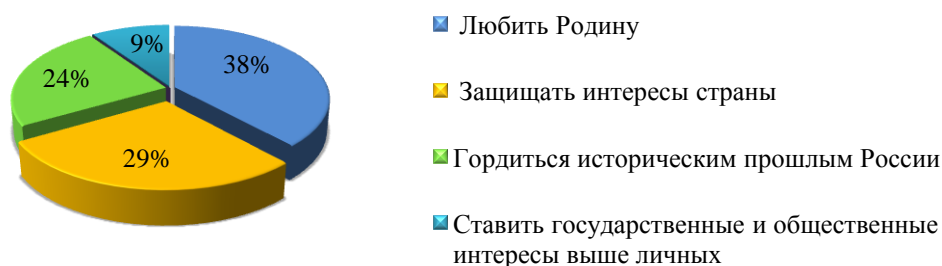 9%
38%
24%
29%
Любить Родину
Защищать интересы страны
Гордиться историческим прошлым России
Ставить государственные и общественные
интересы выше личных